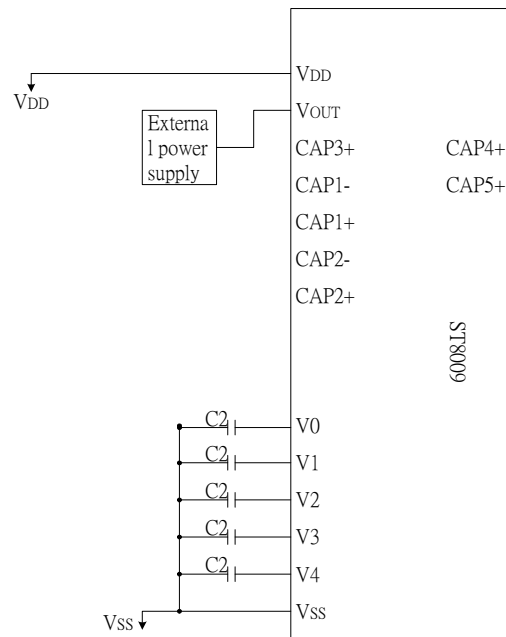 VDD
VDD
VOUT
Externa
l power
supply
CAP3+
CAP4+
CAP1-
CAP5+
CAP1+
CAP2-
CAP2+
ST8009
C2
V0
C2
V1
C2
V2
C2
V3
C2
V4
VSS
VSS